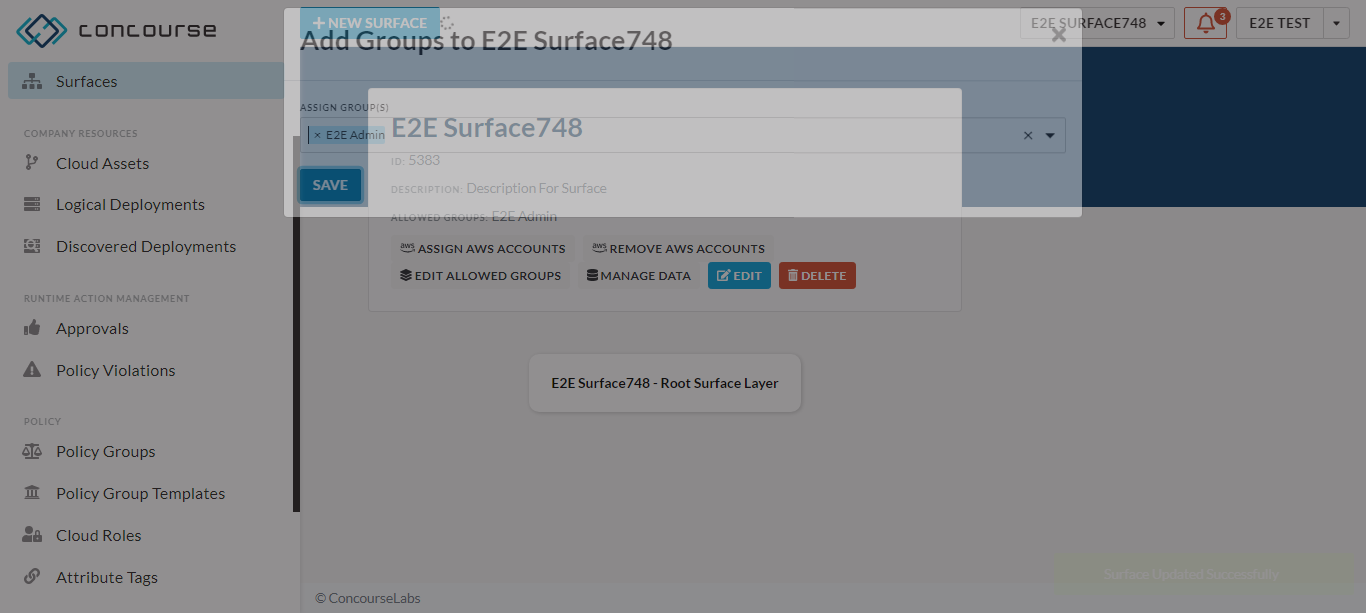 concourse
Surfaces
COMPANY RESOURCES
Cloud Assets
Logical Deployments
Discovered Deployments
RUNTIME ACTION MANAGEMENT
Approvals
Policy Violations
POLICY
Policy Groups
Policy Group Templates
Cloud Roles
Attribute Tags
+ NEW SURFACE
E2E SURFACE748
3
E2E TEST
Add Groups to E2E Surface748
×
ASSIGN GROUP(S)
× E2E Admin
×
SAVE
E2E Surface748
ID: 5383
DESCRIPTION: Description For Surface
ALLOWED GROUPS: E2E Admin
aws ASSIGN AWS ACCOUNTS
aws REMOVE AWS ACCOUNTS
EDIT ALLOWED GROUPS
MANAGE DATA
EDIT
DELETE
E2E Surface748 - Root Surface Layer
Surface Updated Successfully
© ConcourseLabs